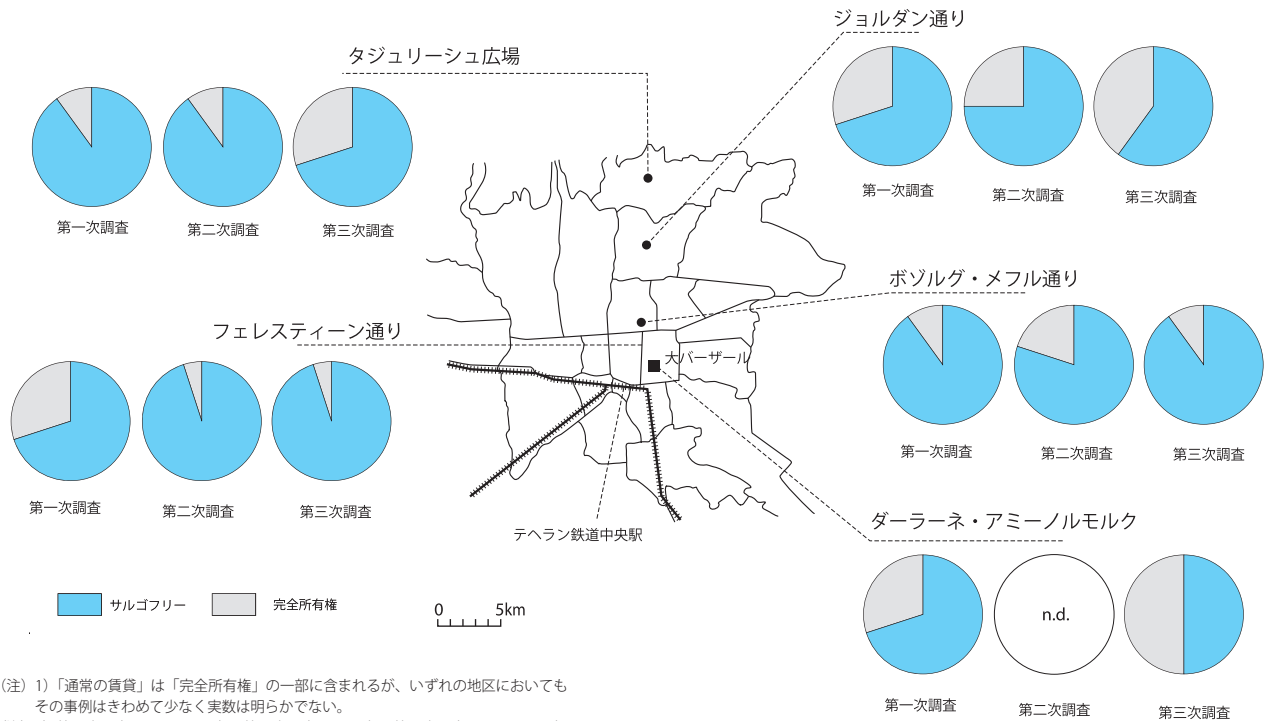 ジョルダン通り
タジュリーシュ広場
第一次調査
第二次調査
第三次調査
第一次調査
第二次調査
第三次調査
ボゾルグ・メフル通り
フェレスティーン通り
大バーザール
第一次調査
第二次調査
第三次調査
第一次調査
第二次調査
第三次調査
ダーラーネ・アミーノルモルク
テヘラン鉄道中央駅
サルゴフリー
完全所有権
0 5km
n.d.
第一次調査
第二次調査
第三次調査
(注) 1)「通常の賃貸」は「完全所有権」の一部に含まれるが、いずれの地区においても
その事例はきわめて少なく実数は明らかでない。